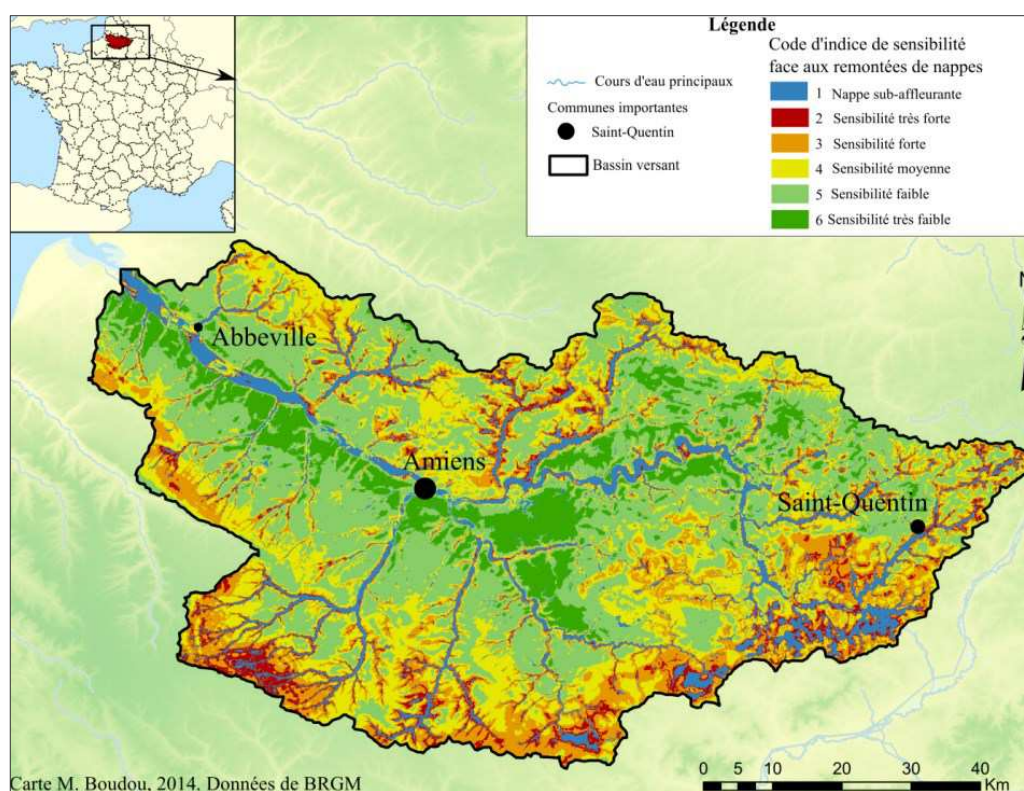 Légende
Cours d'eau principaux
Communes importantes
Saint-Quentin
Bassin versant
Code d'indice de sensibilité
face aux remontées de nappes
1 Nappe sub-affleurante
2 Sensibilité très forte
3 Sensibilité forte
4 Sensibilité moyenne
5 Sensibilité faible
6 Sensibilité très faible
Abbeville
Amiens
Saint-Quentin
0 5 10 20 30 40
Km
Carte M. Boudou, 2014. Données de BRGM